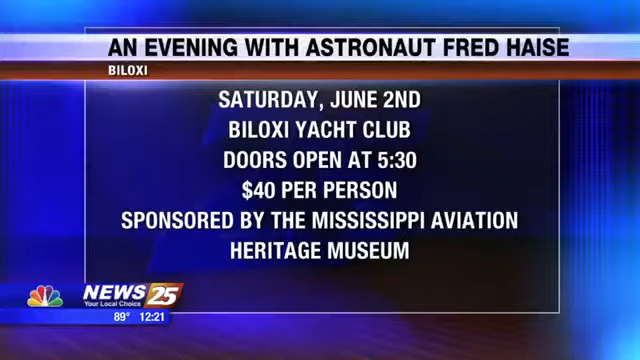 AN EVENING WITH ASTRONAUT FRED HAISE
BILOXI
SATURDAY, JUNE 2ND
BILOXI YACHT CLUB
DOORS OPEN AT 5:30
$40 PER PERSON
SPONSORED BY THE MISSISSIPPI AVIATION
HERITAGE MUSEUM
NEWS 25
Your Local Choice
89° 12:21